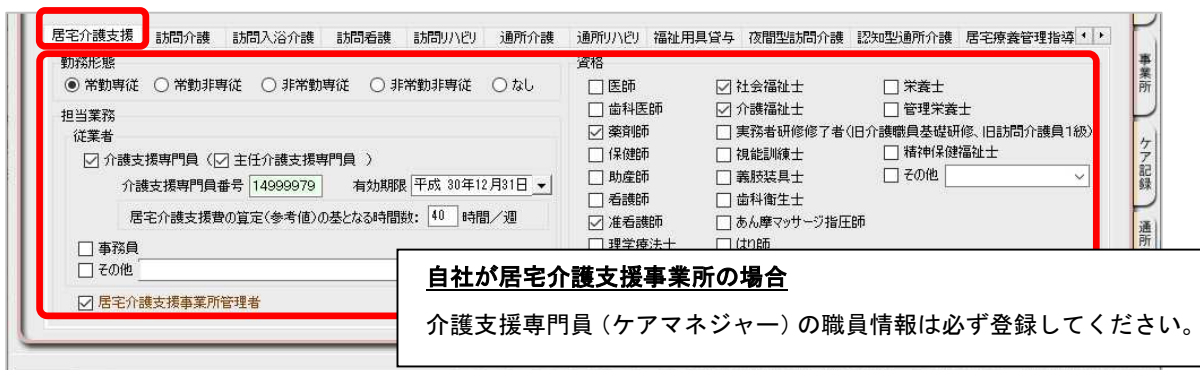 居宅介護支援 訪問介護 訪問入浴介護 訪問看護 訪問リハビリ 通所介護 通所リハビリ 福祉用具貸与 夜間型訪問介護 認知型通所介護 居宅療養管理指導
勤務形態
常勤専従 常勤非専従 非常勤専従 非常勤非専従 なし
担当業務
従業者
介護支援専門員 (主任介護支援専門員 )
介護支援専門員番号 14999979 有効期限 平成 30年12月31日
居宅介護支援費の算定(参考値)の基となる時間数: 40 時間/週
事務員
その他
居宅介護支援事業所管理者
資格
医師 社会福祉士 栄養士
歯科医師 介護福祉士 管理栄養士
薬剤師 実務者研修修了者(旧介護職員基礎研修、旧訪問介護員1級)
保健師 視能訓練士 精神保健福祉士
助産師 義肢装具士 その他
看護師 歯科衛生士
准看護師 あん摩マッサージ指圧師
理学療法士 はり師
事業所
ケア記録
通所
自社が居宅介護支援事業所の場合
介護支援専門員(ケアマネジャー)の職員情報は必ず登録してください。